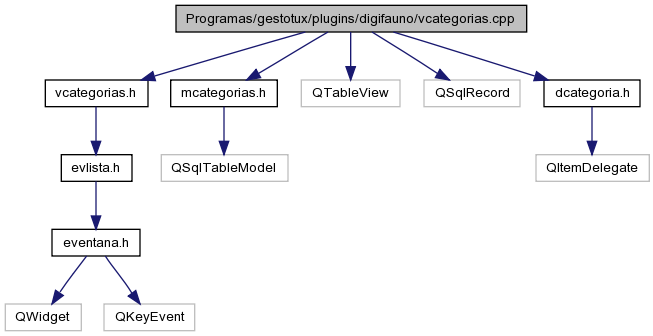 Programas/gestotux/plugins/digifauno/vcategorias.cpp
vcategorias.h
mcategorias.h
QTableView
QSqlRecord
dcategoria.h
evlista.h
QSqlTableModel
QItemDelegate
eventana.h
QWidget
QKeyEvent